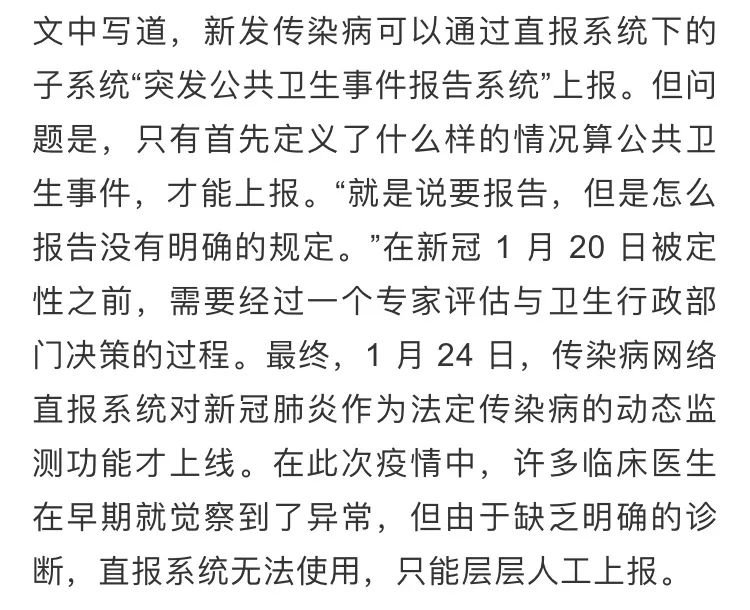 文中写道，新发传染病可以通过直报系统下的
子系统“突发公共卫生事件报告系统”上报。但问
题是，只有首先定义了什么样的情况算公共卫
生事件，才能上报。“就是说要报告，但是怎么
报告没有明确的规定。”在新冠 1 月 20 日被定
性之前，需要经过一个专家评估与卫生行政部
门决策的过程。最终，1 月 24 日，传染病网络
直报系统对新冠肺炎作为法定传染病的动态监
测功能才上线。在此次疫情中，许多临床医生
在早期就觉察到了异常，但由于缺乏明确的诊
断，直报系统无法使用，只能层层人工上报。